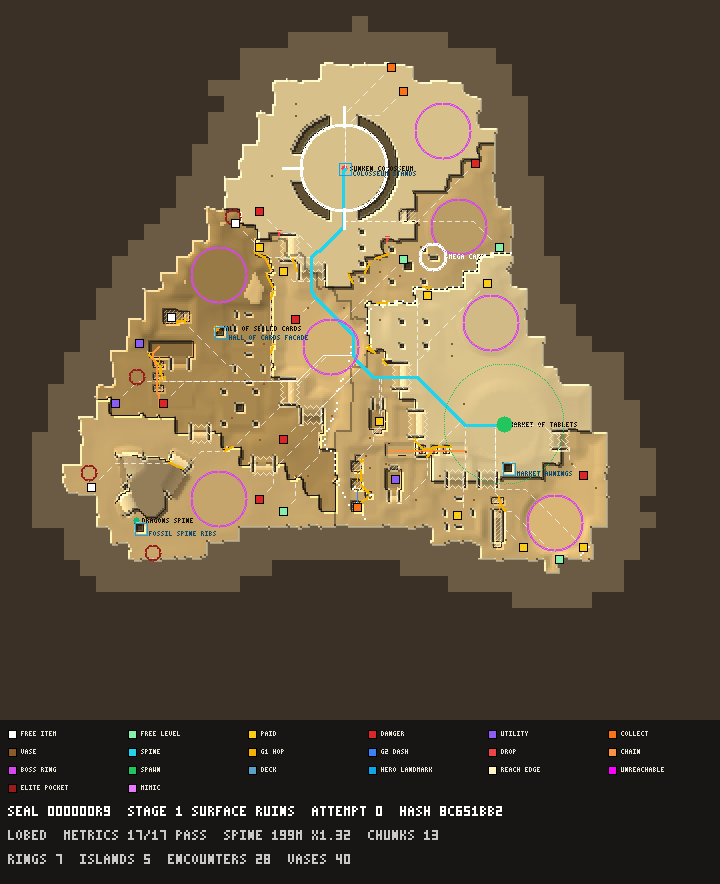 SUNKEN COLOSSEUM
COLOSSEUM STANDS
MEGA
HALL OF SEALED CARDS
HALL OF CARDS FACADE
MARKET OF TABLETS
MARKET AWNINGS
DRAGONS SPINE
FOSSIL SPINE RIBS
FREE ITEM FREE LEVEL PAID DANGER UTILITY COLLECT
VASE SPINE G1 HOP G2 DASH DROP CHAIN
BOSS RING SPAWN DECK HERO LANDMARK REACH EDGE UNREACHABLE
ELITE POCKET MIMIC
SEAL 000000R9 STAGE 1 SURFACE RUINS ATTEMPT 0 HASH 8C651BB2
LOBED METRICS 17/17 PASS SPINE 199M X1.32 CHUNKS 13
RINGS 7 ISLANDS 5 ENCOUNTERS 28 VASES 40